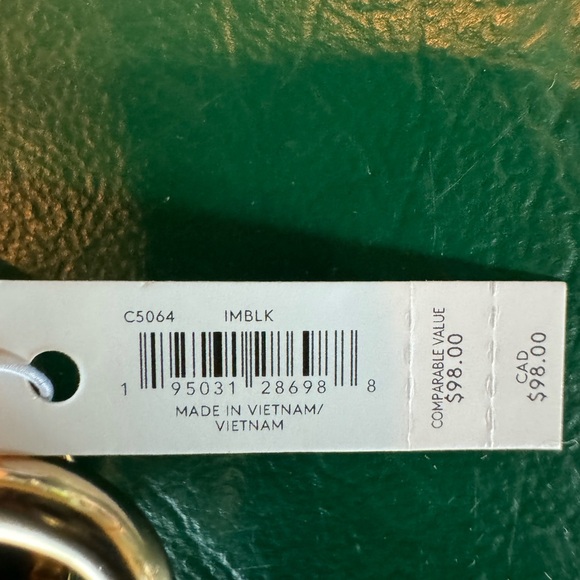 C5064 IMBLK
1 95031 28698 8
MADE IN VIETNAM/
VIETNAM
COMPARABLE VALUE
$98.00
CAD
$98.00